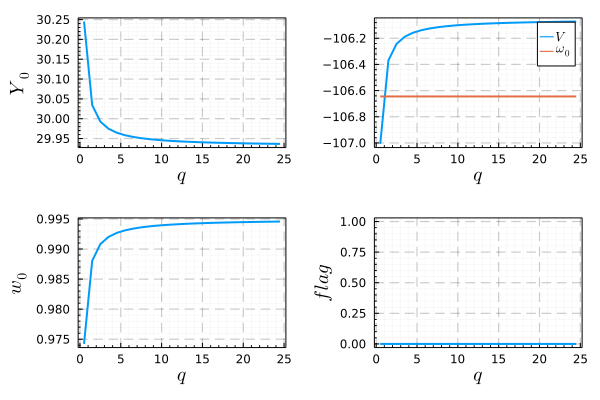 30.25
30.20
30.15
30.10
30.05
30.00
29.95
Y₀
0 5 10 15 20 25
q
−106.2
−106.4
−106.6
−106.8
−107.0
V
ω₀
0 5 10 15 20 25
q
0.995
0.990
0.985
0.980
0.975
w₀
0 5 10 15 20 25
q
1.00
0.75
0.50
0.25
0.00
flag
0 5 10 15 20 25
q